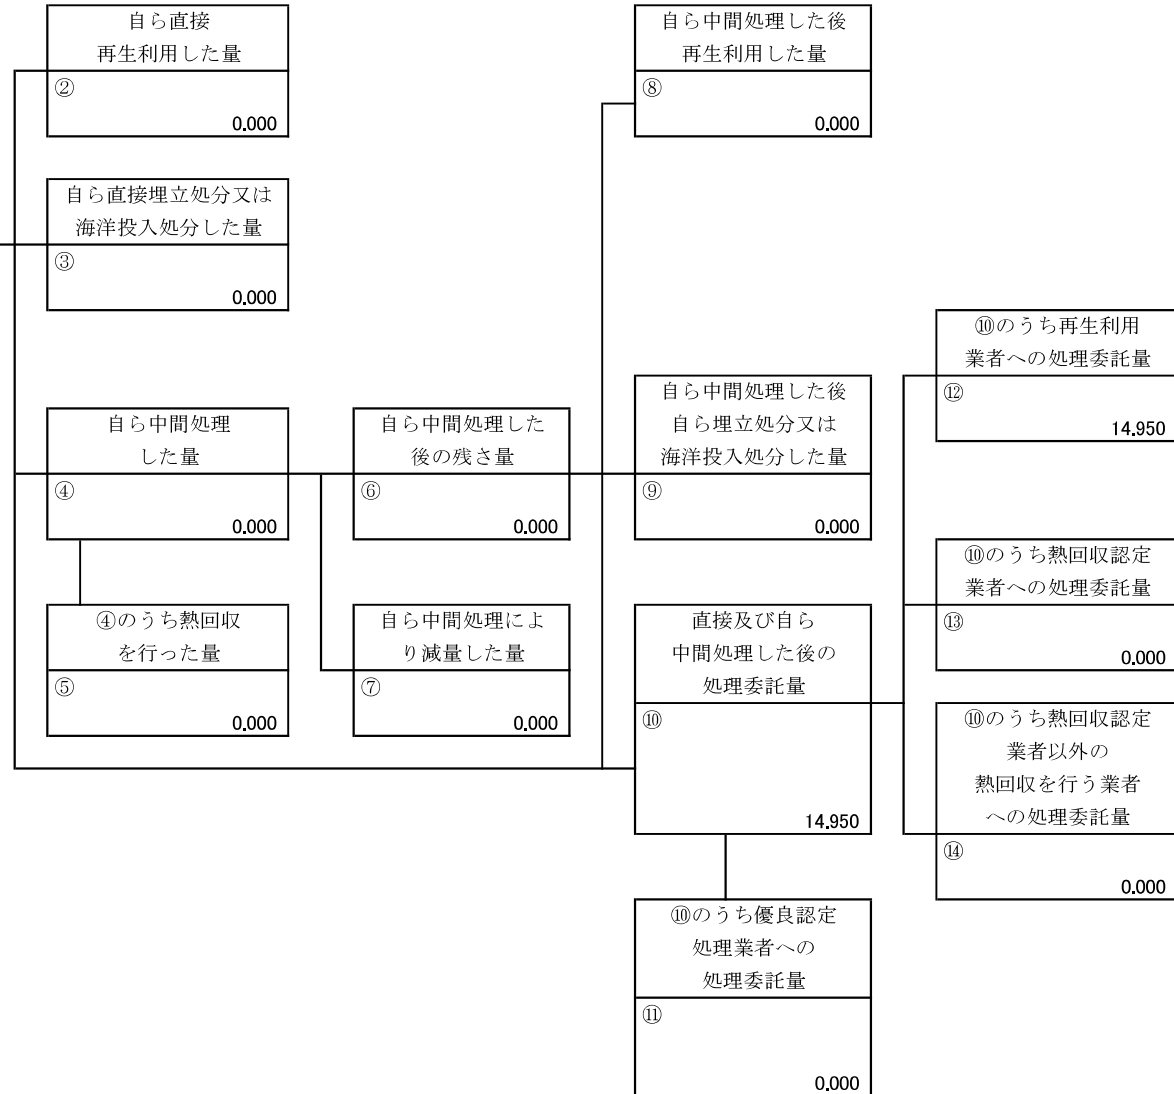 自ら直接
再生利用した量
②
0.000
自ら中間処理した後
再生利用した量
⑧
0.000
自ら直接埋立処分又は
海洋投入処分した量
③
0.000
⑩のうち再生利用
業者への処理委託量
⑫
14.950
自ら中間処理
した量
④
0.000
自ら中間処理した
後の残さ量
⑥
0.000
自ら中間処理した後
自ら埋立処分又は
海洋投入処分した量
⑨
0.000
⑩のうち熱回収認定
業者への処理委託量
⑬
0.000
④のうち熱回収
を行った量
⑤
0.000
自ら中間処理によ
り減量した量
⑦
0.000
直接及び自ら
中間処理した後の
処理委託量
⑩
14.950
⑩のうち熱回収認定
業者以外の
熱回収を行う業者
への処理委託量
⑭
0.000
⑩のうち優良認定
処理業者への
処理委託量
⑪
0.000